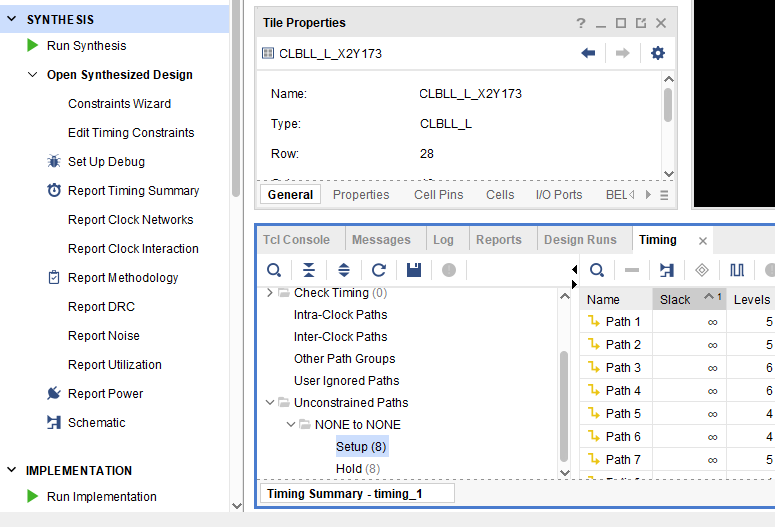 SYNTHESIS
Run Synthesis
Open Synthesized Design
Constraints Wizard
Edit Timing Constraints
Set Up Debug
Report Timing Summary
Report Clock Networks
Report Clock Interaction
Report Methodology
Report DRC
Report Noise
Report Utilization
Report Power
Schematic
IMPLEMENTATION
Run Implementation
Tile Properties
CLBLL_L_X2Y173
Name: CLBLL_L_X2Y173
Type: CLBLL_L
Row: 28
General Properties Cell Pins Cells I/O Ports BEL
Tcl Console Messages Log Reports Design Runs Timing
Check Timing (0)
Intra-Clock Paths
Inter-Clock Paths
Other Path Groups
User Ignored Paths
Unconstrained Paths
NONE to NONE
Setup (8)
Hold (8)
Timing Summary - timing_1
Name Slack 1 Levels
Path 1 ∞ 5
Path 2 ∞ 5
Path 3 ∞ 6
Path 4 ∞ 6
Path 5 ∞ 4
Path 6 ∞ 4
Path 7 ∞ 5